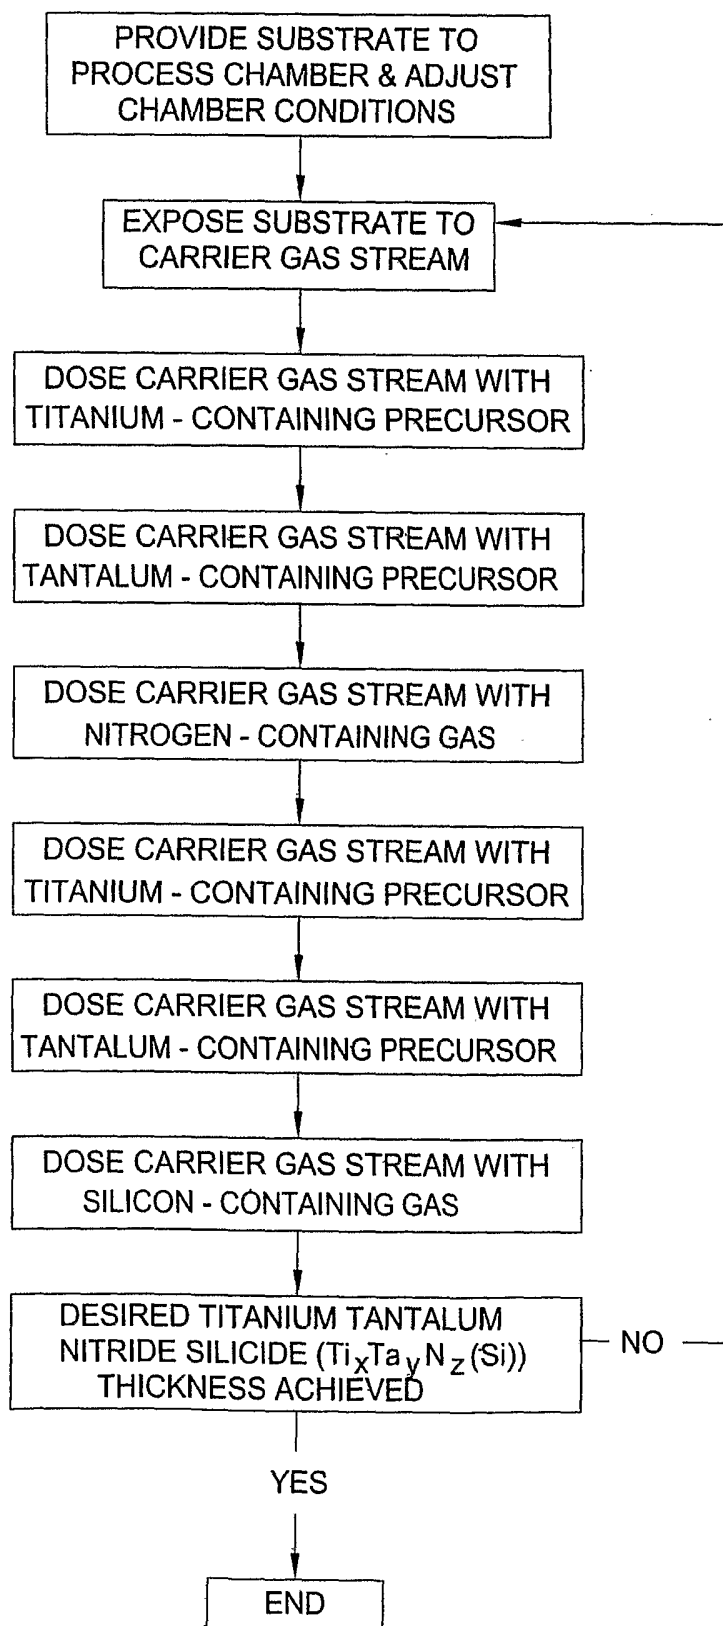 PROVIDE SUBSTRATE TO
PROCESS CHAMBER & ADJUST
CHAMBER CONDITIONS
EXPOSE SUBSTRATE TO
CARRIER GAS STREAM
DOSE CARRIER GAS STREAM WITH
TITANIUM - CONTAINING PRECURSOR
DOSE CARRIER GAS STREAM WITH
TANTALUM - CONTAINING PRECURSOR
DOSE CARRIER GAS STREAM WITH
NITROGEN - CONTAINING GAS
DOSE CARRIER GAS STREAM WITH
TITANIUM - CONTAINING PRECURSOR
DOSE CARRIER GAS STREAM WITH
TANTALUM - CONTAINING PRECURSOR
DOSE CARRIER GAS STREAM WITH
SILICON - CONTAINING GAS
DESIRED TITANIUM TANTALUM
NITRIDE SILICIDE (TixTayNz(Si))
THICKNESS ACHIEVED
NO
YES
END